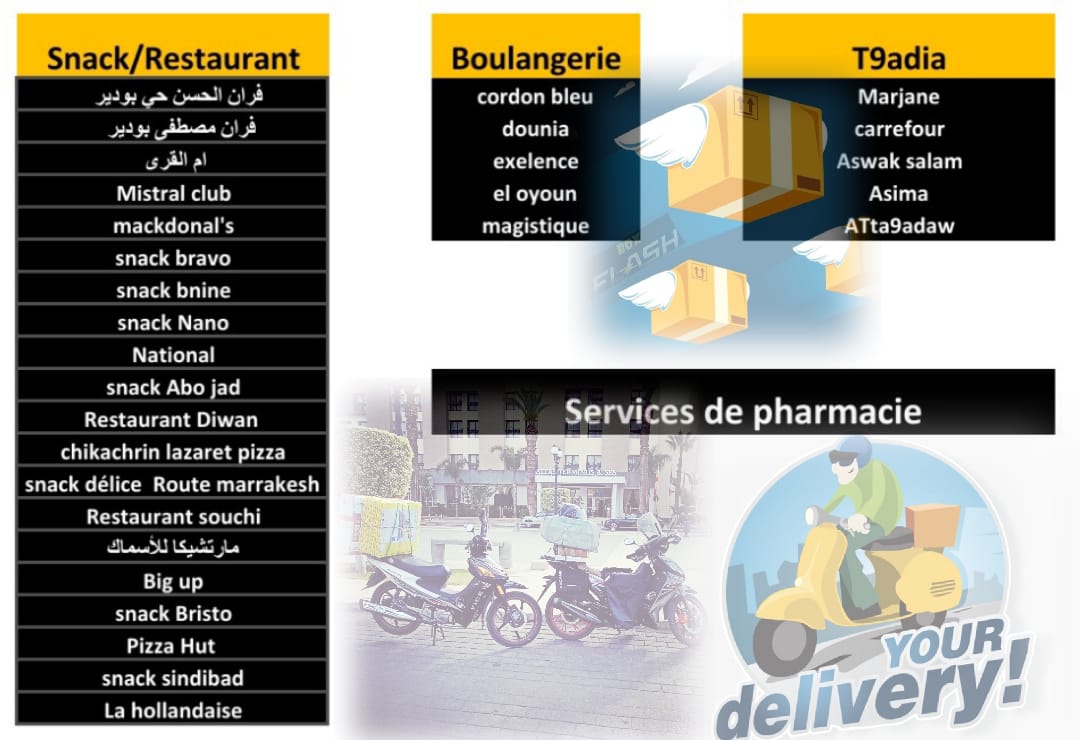 Snack/Restaurant
فران الحسن حي بودير
فران مصطفى بودير
ام القرى
Mistral club
mackdonal's
snack bravo
snack bnine
snack Nano
National
snack Abo jad
Restaurant Diwan
chikachrin lazaret pizza
snack délice Route marrakesh
Restaurant souchi
مارتشيكا للأسماك
Big up
snack Bristo
Pizza Hut
snack sindibad
La hollandaise
Boulangerie
cordon bleu
dounia
exelence
el oyoun
magistique
T9adia
Marjane
carrefour
Aswak salam
Asima
ATta9adaw
Services de pharmacie
YOUR
delivery!